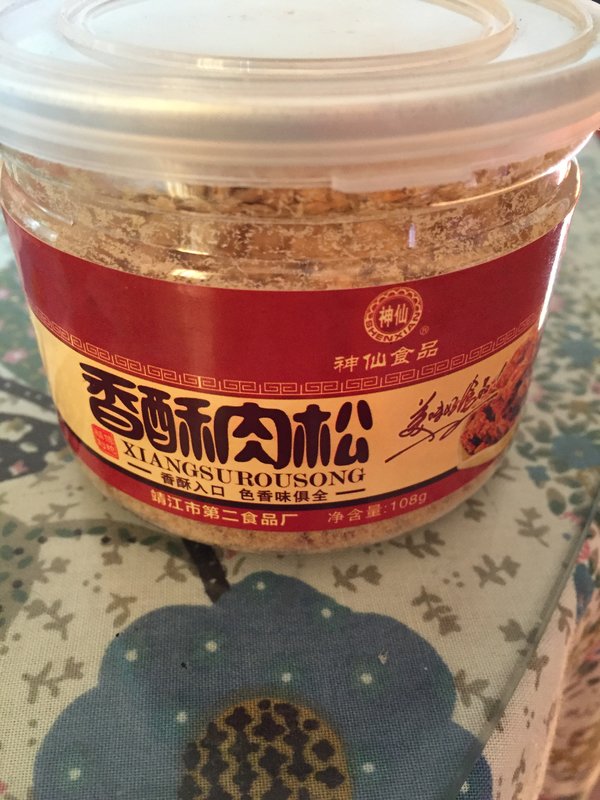 神仙
SHENXIAN
®
神仙食品
香酥肉松
XIANGSUROUSONG
香酥入口 色香味俱全
靖江市第二食品厂 净含量:108g